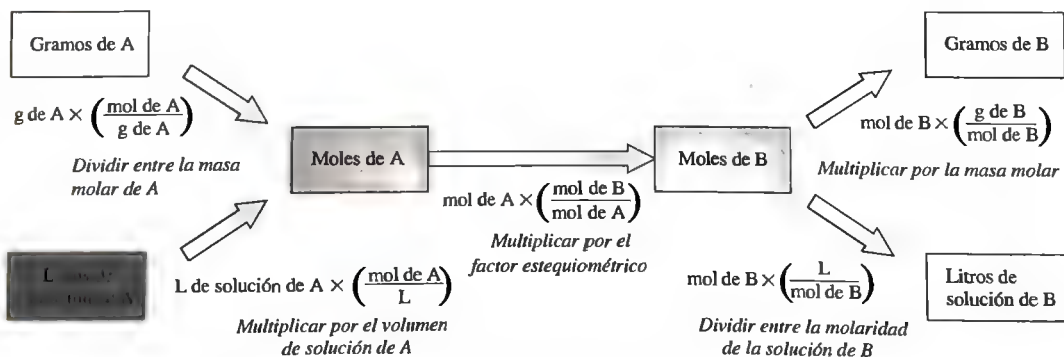 Gramos de A
g de A × (mol de A / g de A)
Dividir entre la masa
molar de A
L de solución de A × (mol de A / L)
Multiplicar por el volumen
de solución de A
Moles de A
mol de A × (mol de B / mol de A)
Multiplicar por el
factor estequiométrico
Moles de B
Gramos de B
mol de B × (g de B / mol de B)
Multiplicar por la masa molar
mol de B × (L / mol de B)
Dividir entre la molaridad
de la solución de B
Litros de
solución de B